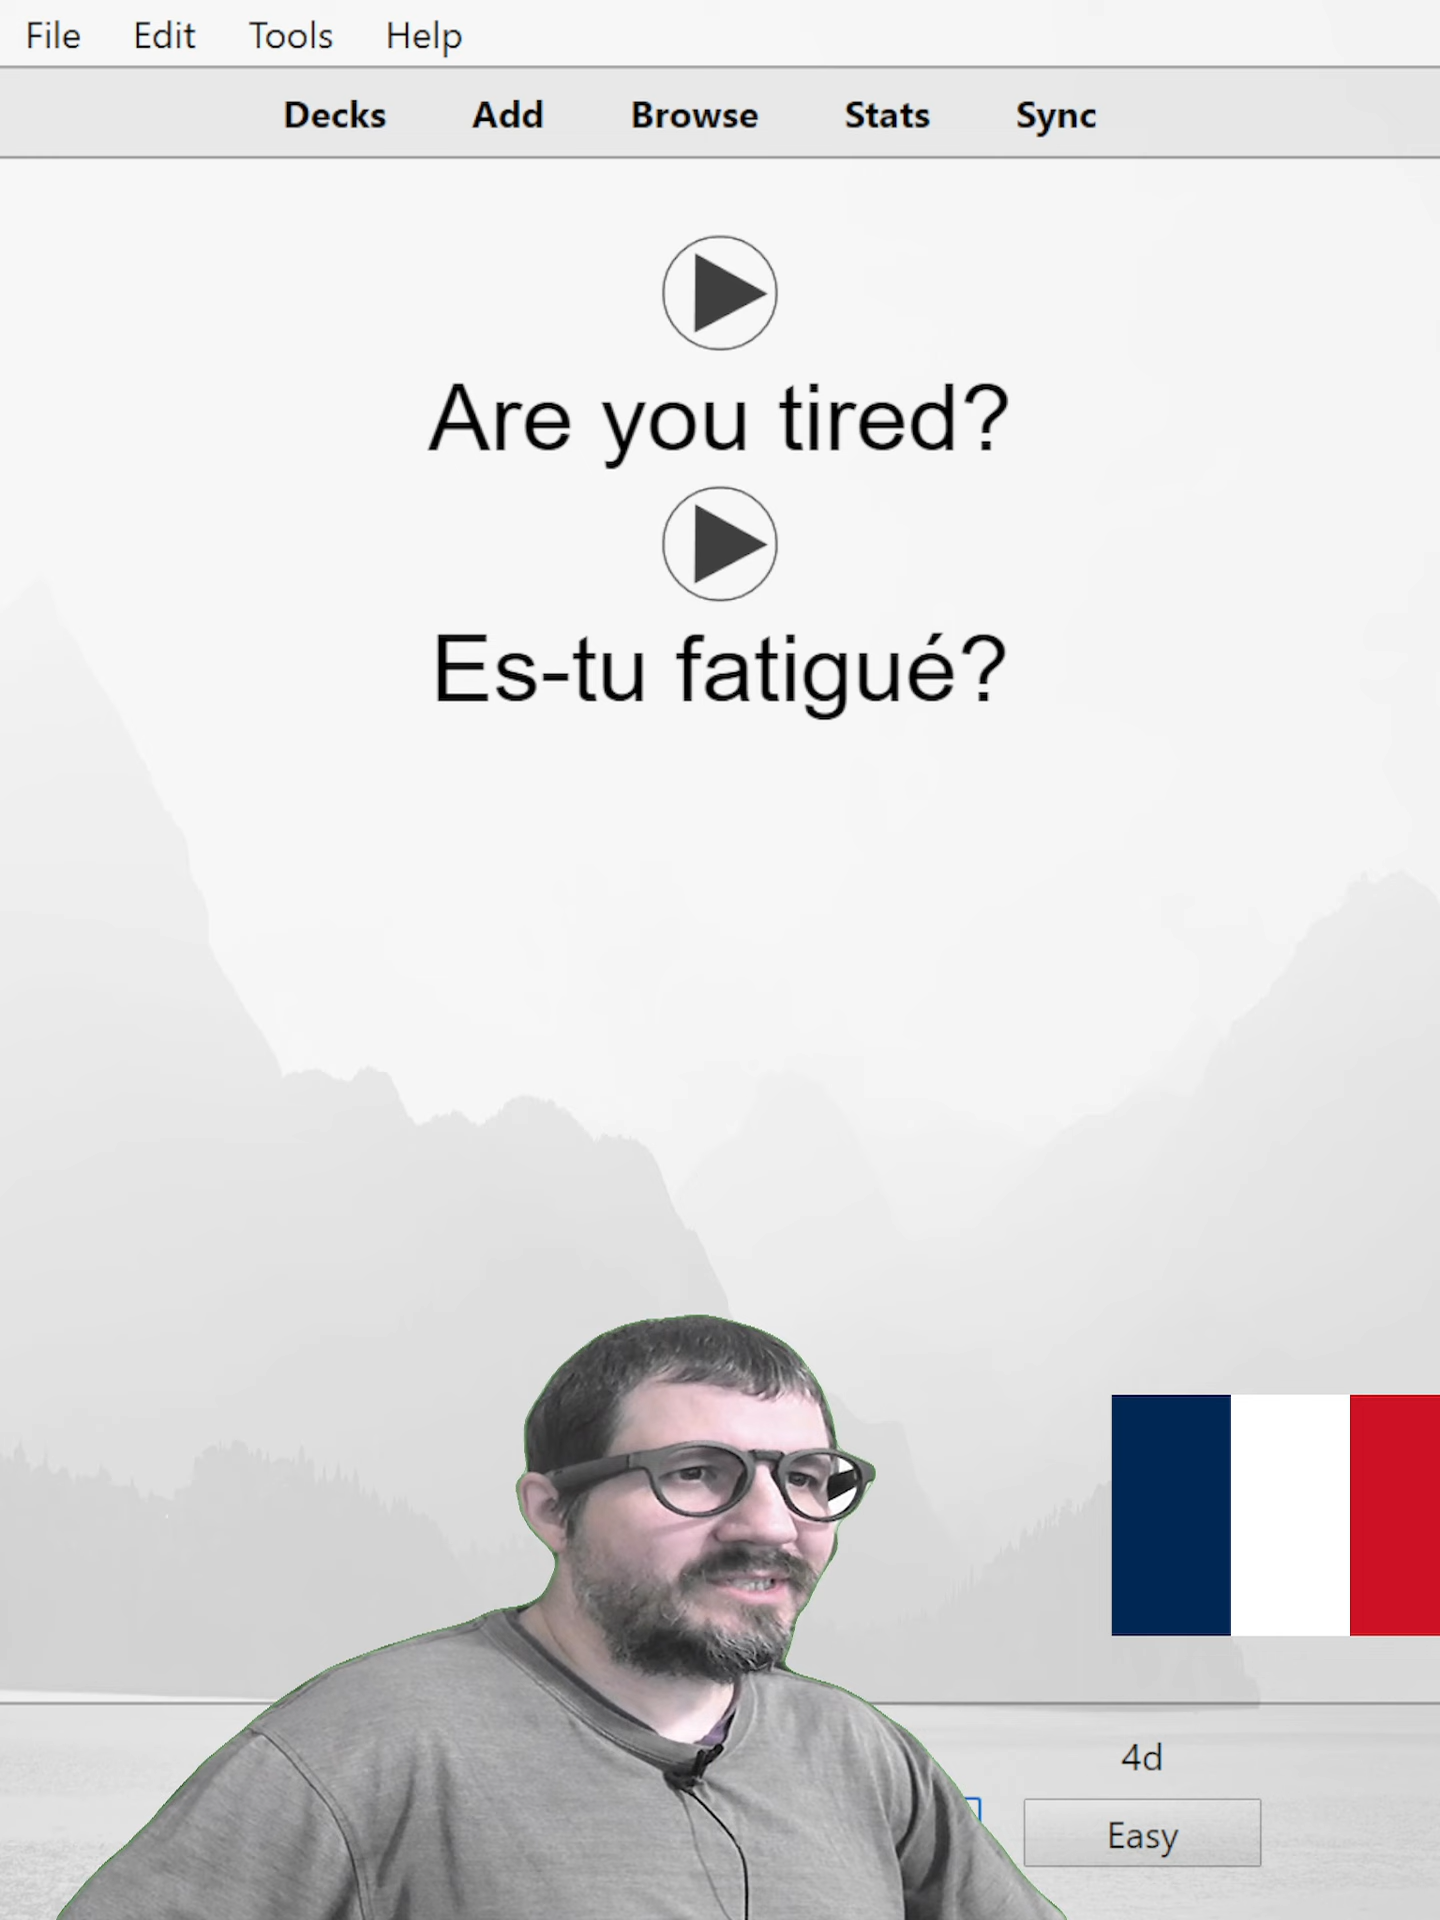 File Edit Tools Help
Decks Add Browse Stats Sync
Are you tired?
Es-tu fatigué?
4d
Easy